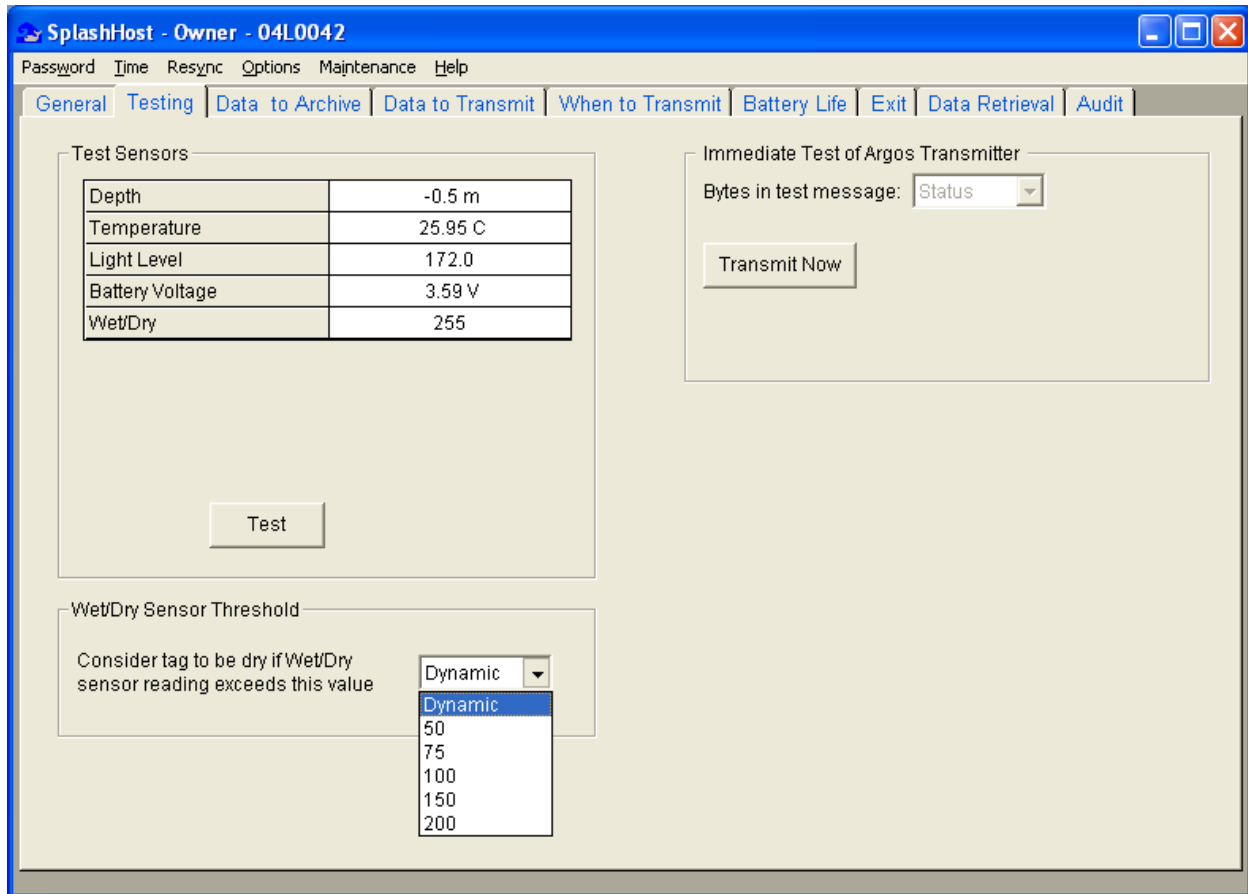 SplashHost - Owner - 04L0042
Password Time Resync Options Maintenance Help
General Testing Data to Archive Data to Transmit When to Transmit Battery Life Exit Data Retrieval Audit
Test Sensors
Depth -0.5 m
Temperature 25.95 C
Light Level 172.0
Battery Voltage 3.59 V
Wet/Dry 255
Test
Wet/Dry Sensor Threshold
Consider tag to be dry if Wet/Dry
sensor reading exceeds this value
Dynamic
Dynamic
50
75
100
150
200
Immediate Test of Argos Transmitter
Bytes in test message: Status
Transmit Now